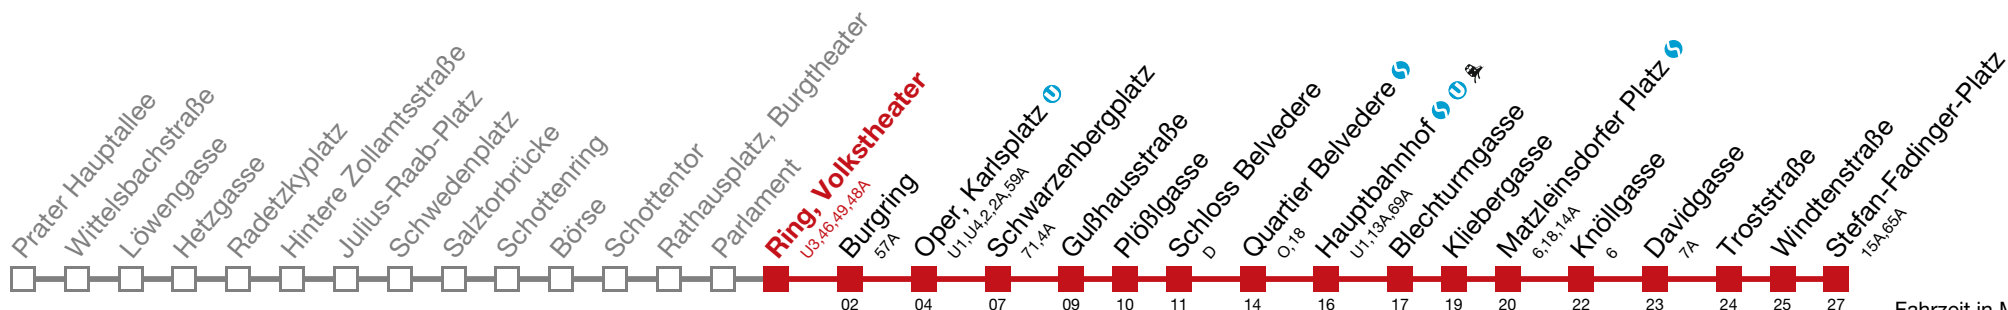 Prater Hauptallee
Wittelsbachstraße
Löwengasse
Hetzgasse
Radetzkyplatz
Hintere Zollamtsstraße
Julius-Raab-Platz
Schwedenplatz
Salztorbrücke
Schottenring
Börse
Schottentor
Rathausplatz, Burgtheater
Parlament
Ring, Volkstheater
U3,46,49,48A
Burgring
57A
02
Oper, Karlsplatz U
U1,U4,2,2A,59A
04
Schwarzenbergplatz
71,4A
07
Gußhausstraße
09
Plößlgasse
10
Schloss Belvedere
D
11
Quartier Belvedere S
O,18
14
Hauptbahnhof S U
U1,13A,69A
16
Blechturmgasse
17
Kliebergasse
19
Matzleinsdorfer Platz S
6,18,14A
20
Knöllgasse
6
22
Davidgasse
7A
23
Troststraße
24
Windtenstraße
25
Stefan-Fadinger-Platz
15A,65A
27
Fahrzeit in M